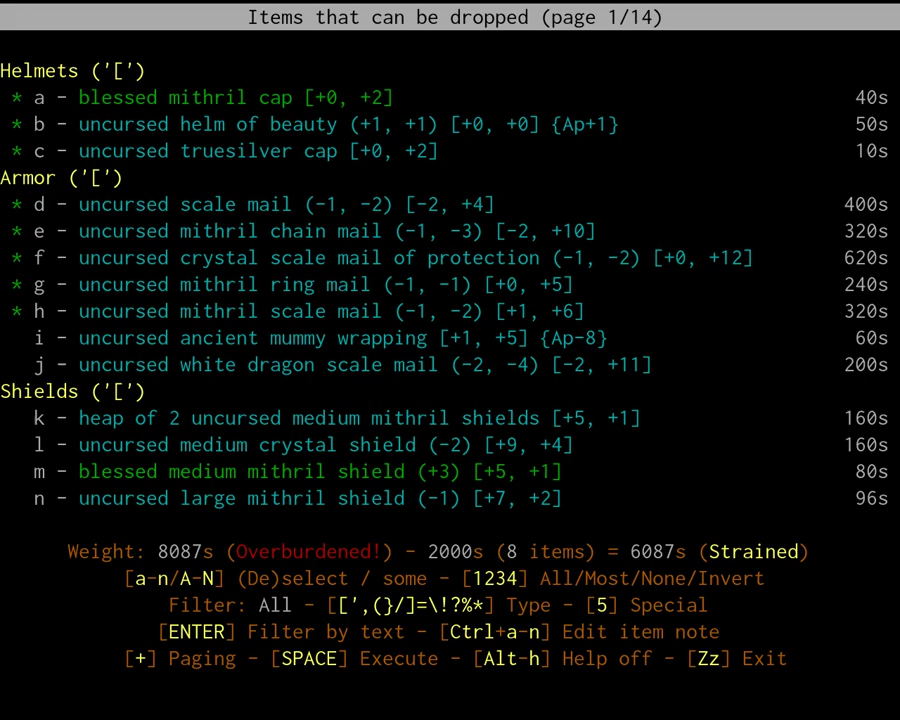 Items that can be dropped (page 1/14)
Helmets ('[')
* a - blessed mithril cap [+0, +2] 40s
* b - uncursed helm of beauty (+1, +1) [+0, +0] {Ap+1} 50s
* c - uncursed truesilver cap [+0, +2] 10s
Armor ('[')
* d - uncursed scale mail (-1, -2) [-2, +4] 400s
* e - uncursed mithril chain mail (-1, -3) [-2, +10] 320s
* f - uncursed crystal scale mail of protection (-1, -2) [+0, +12] 620s
* g - uncursed mithril ring mail (-1, -1) [+0, +5] 240s
* h - uncursed mithril scale mail (-1, -2) [+1, +6] 320s
i - uncursed ancient mummy wrapping [+1, +5] {Ap-8} 60s
j - uncursed white dragon scale mail (-2, -4) [-2, +11] 200s
Shields ('[')
k - heap of 2 uncursed medium mithril shields [+5, +1] 160s
l - uncursed medium crystal shield (-2) [+9, +4] 160s
m - blessed medium mithril shield (+3) [+5, +1] 80s
n - uncursed large mithril shield (-1) [+7, +2] 96s
Weight: 8087s (Overburdened!) - 2000s (8 items) = 6087s (Strained)
[a-n/A-N] (De)select / some - [1234] All/Most/None/Invert
Filter: All - [[',(}/]=\!?%*] Type - [5] Special
[ENTER] Filter by text - [Ctrl+a-n] Edit item note
[+] Paging - [SPACE] Execute - [Alt-h] Help off - [Zz] Exit